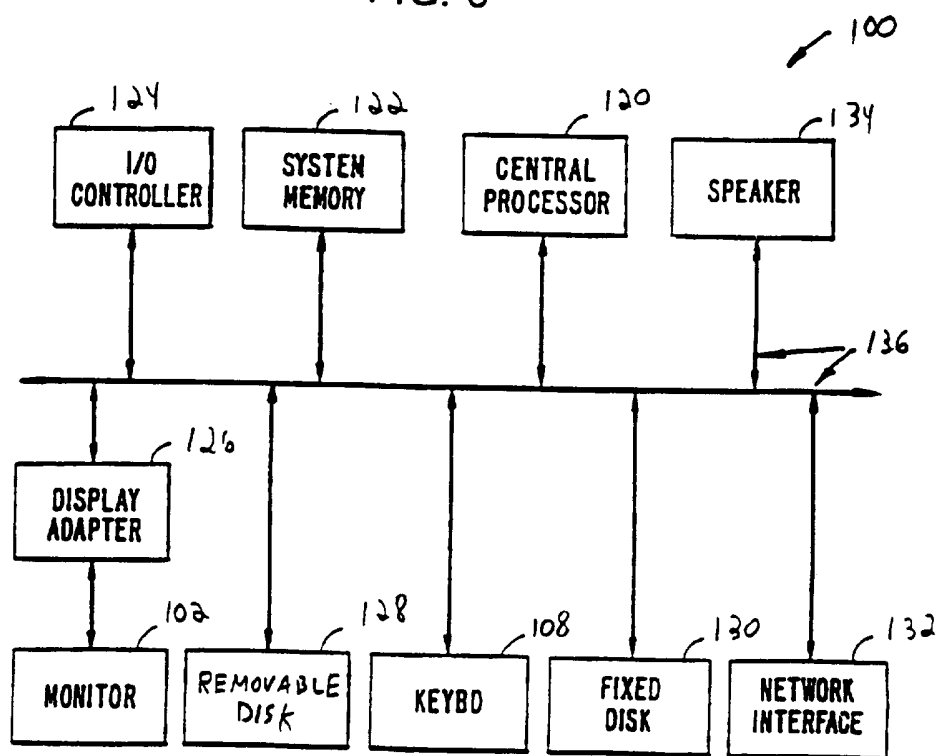 100
124
122
120
134
I/O
CONTROLLER
SYSTEM
MEMORY
CENTRAL
PROCESSOR
SPEAKER
136
126
DISPLAY
ADAPTER
102
128
108
130
132
MONITOR
REMOVABLE
DISK
KEYBD
FIXED
DISK
NETWORK
INTERFACE